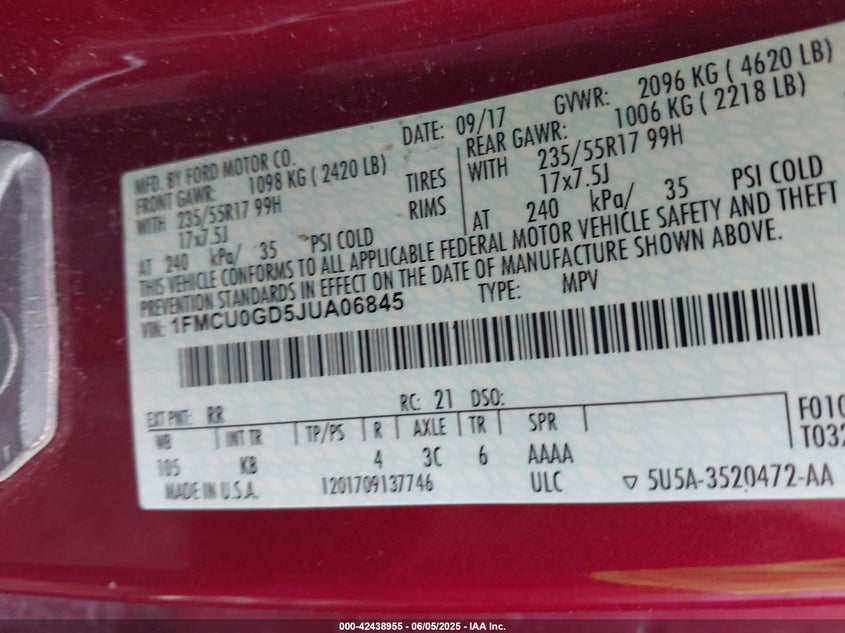 MFD. BY FORD MOTOR CO.
DATE: 09/17 GVWR: 2096 KG ( 4620 LB)
FRONT GAWR: 1098 KG ( 2420 LB) REAR GAWR: 1006 KG ( 2218 LB)
WITH 235/55R17 99H TIRES WITH 235/55R17 99H
17x7.5J RIMS 17x7.5J
AT 240 kPa/ 35 PSI COLD AT 240 kPa/ 35 PSI COLD
THIS VEHICLE CONFORMS TO ALL APPLICABLE FEDERAL MOTOR VEHICLE SAFETY AND THEFT
PREVENTION STANDARDS IN EFFECT ON THE DATE OF MANUFACTURE SHOWN ABOVE.
VIN: 1FMCU0GD5JUA06845 TYPE: MPV
EXT PNT: RR RC: 21 DSO:
WB INT TR TP/PS R AXLE TR SPR
105 KB 4 3C 6 AAAA
F010
T032
MADE IN U.S.A. 1201709137746 ULC ▽ 5U5A-3520472-AA
000-42438955 - 06/05/2025 - IAA Inc.